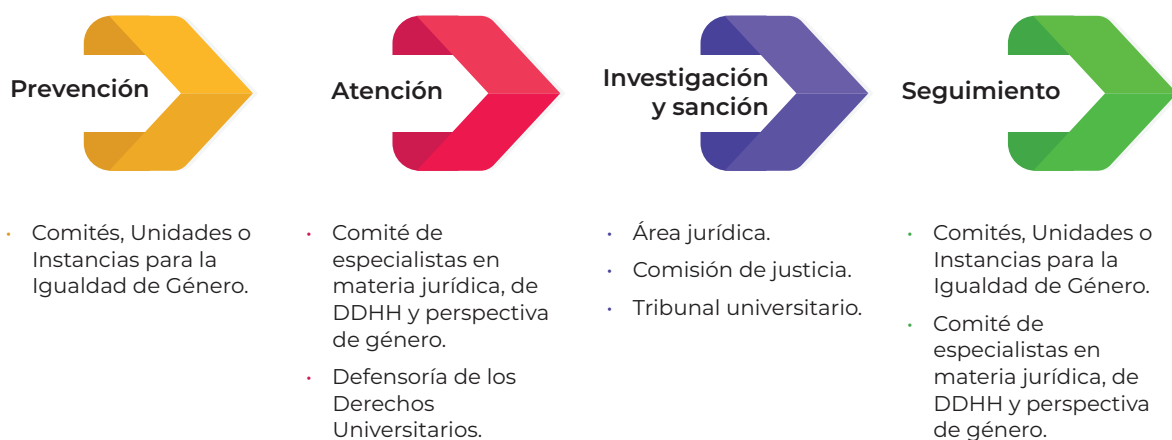 Prevención
Atención
Investigación
y sanción
Seguimiento
• Comités, Unidades o
Instancias para la
Igualdad de Género.
• Comité de
especialistas en
materia jurídica, de
DDHH y perspectiva
de género.
• Defensoría de los
Derechos
Universitarios.
• Área jurídica.
• Comisión de justicia.
• Tribunal universitario.
• Comités, Unidades o
Instancias para la
Igualdad de Género.
• Comité de
especialistas en
materia jurídica, de
DDHH y perspectiva
de género.